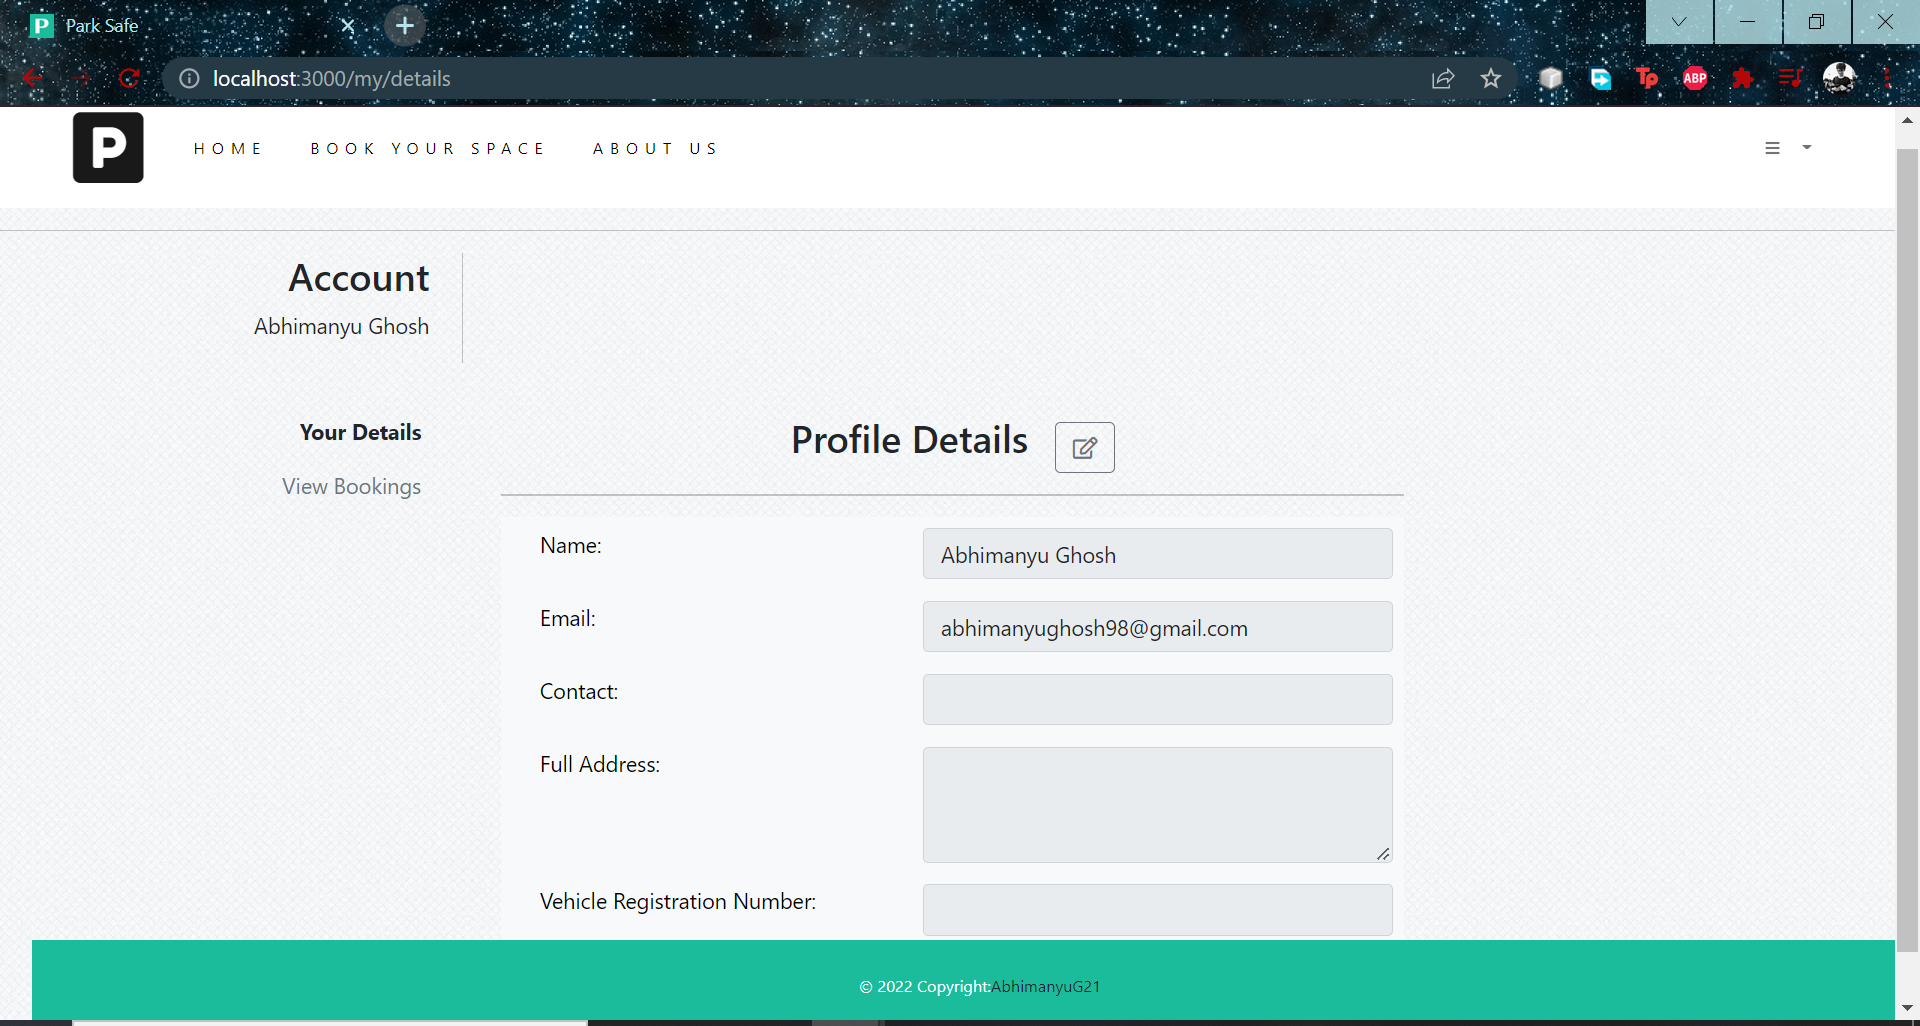 P Park Safe
localhost:3000/my/details
Tp ABP
P HOME BOOK YOUR SPACE ABOUT US
Account
Abhimanyu Ghosh
Your Details
View Bookings
Profile Details
Name: Abhimanyu Ghosh
Email: abhimanyughosh98@gmail.com
Contact:
Full Address:
Vehicle Registration Number:
© 2022 Copyright:AbhimanyuG21